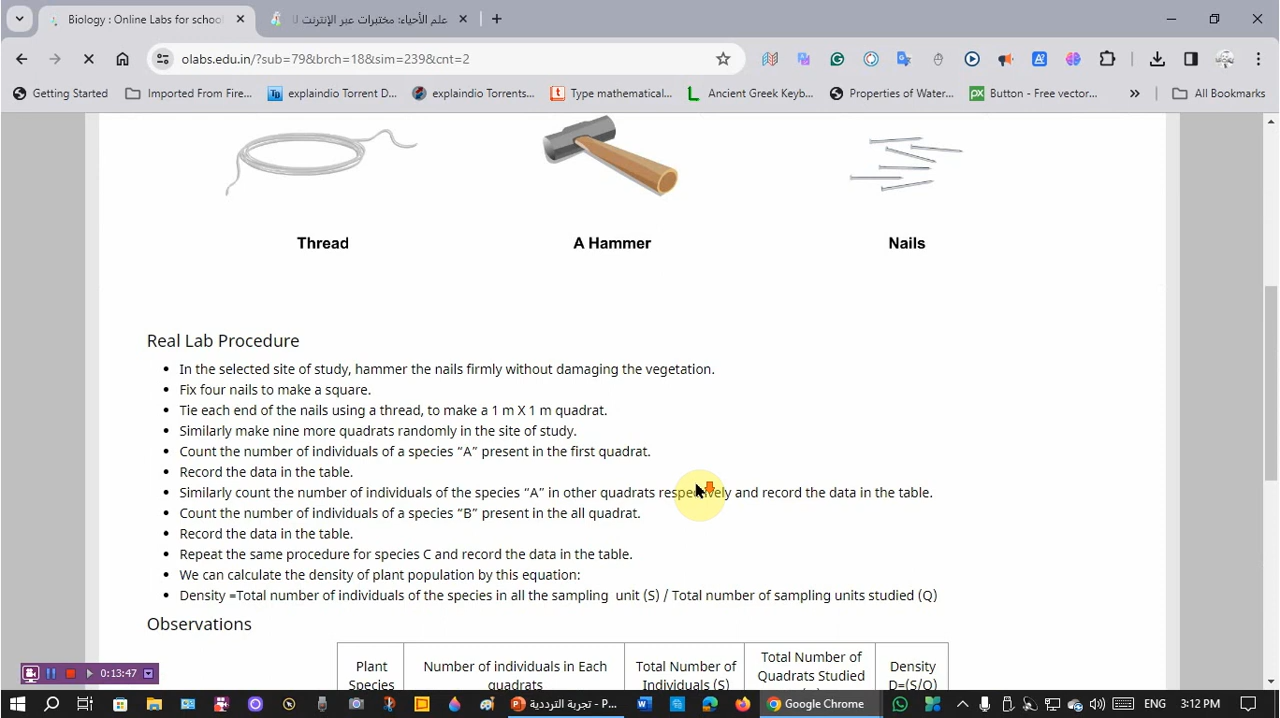 Biology : Online Labs for schoo
علم الأحياء: مختبرات عبر الإنترنت لل
olabs.edu.in/?sub=79&brch=18&sim=239&cnt=2
Getting Started
Imported From Fire...
explaindio Torrent D...
explaindio Torrents...
Type mathematical...
Ancient Greek Keyb...
Properties of Water...
Button - Free vector...
All Bookmarks
Thread
A Hammer
Nails
Real Lab Procedure
In the selected site of study, hammer the nails firmly without damaging the vegetation.
Fix four nails to make a square.
Tie each end of the nails using a thread, to make a 1 m X 1 m quadrat.
Similarly make nine more quadrats randomly in the site of study.
Count the number of individuals of a species “A” present in the first quadrat.
Record the data in the table.
Similarly count the number of individuals of the species “A” in other quadrats respectively and record the data in the table.
Count the number of individuals of a species “B” present in the all quadrat.
Record the data in the table.
Repeat the same procedure for species C and record the data in the table.
We can calculate the density of plant population by this equation:
Density =Total number of individuals of the species in all the sampling unit (S) / Total number of sampling units studied (Q)
Observations
Plant
Species
Number of individuals in Each
quadrats
Total Number of
Individuals (S)
Total Number of
Quadrats Studied
Density
D=(S/Q)
0:13:47
تجربة الترددية - P...
Google Chrome
ENG
3:12 PM